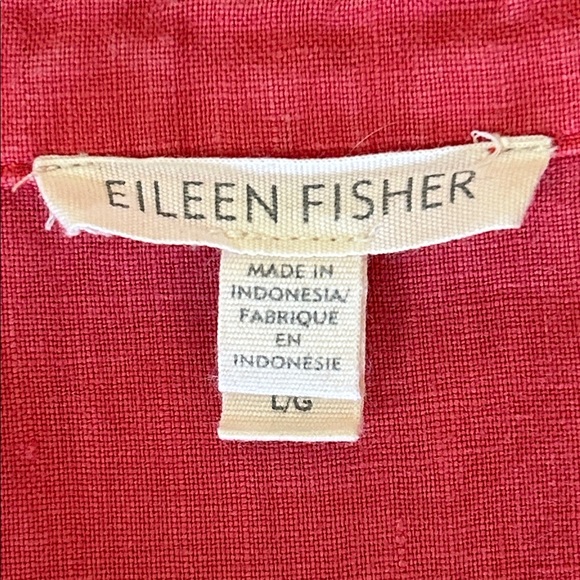 EILEEN FISHER
MADE IN
INDONESIA/
FABRIQUÉ
EN
INDONÉSIE
L/G